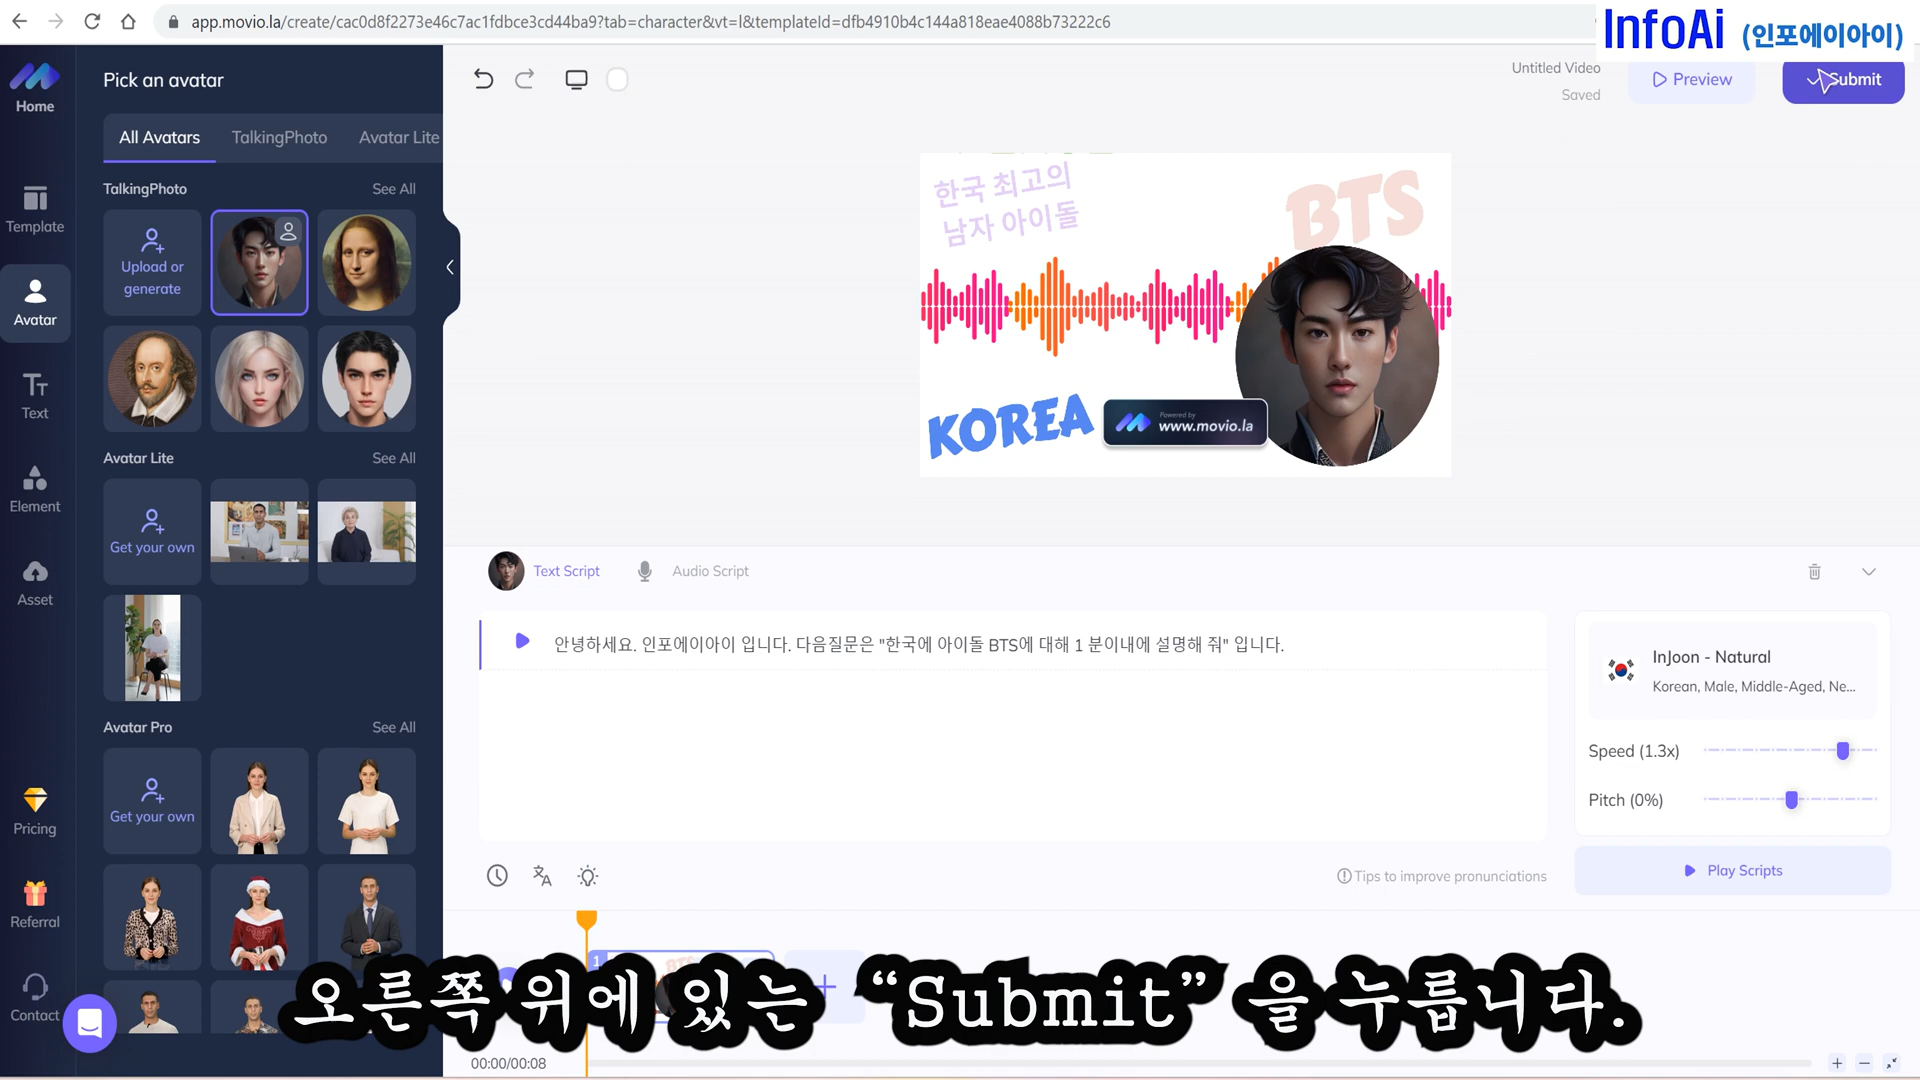 app.movio.la/create/cac0d8f2273e46c7ac1fdbce3cd44ba9?tab=character&vt=l&templateId=dfb4910b4c144a818eae4088b73222c6
InfoAi (인포에이아이)
Home
Pick an avatar
Untitled Video
Saved
Preview
Submit
All Avatars
TalkingPhoto
Avatar Lite
TalkingPhoto
See All
Upload or
generate
Template
Avatar
Text
Element
Asset
Pricing
Referral
Contact
Avatar Lite
See All
Get your own
Avatar Pro
See All
Get your own
한국 최고의
남자 아이돌
BTS
KOREA
Powered by
www.movio.la
Text Script
Audio Script
안녕하세요. 인포에이아이 입니다. 다음질문은 "한국에 아이돌 BTS에 대해 1 분이내에 설명해 줘" 입니다.
InJoon - Natural
Korean, Male, Middle-Aged, Ne...
Speed (1.3x)
Pitch (0%)
Tips to improve pronunciations
Play Scripts
1
BTS
오른쪽 위에 있는 “Submit” 을 누릅니다.
00:00/00:08